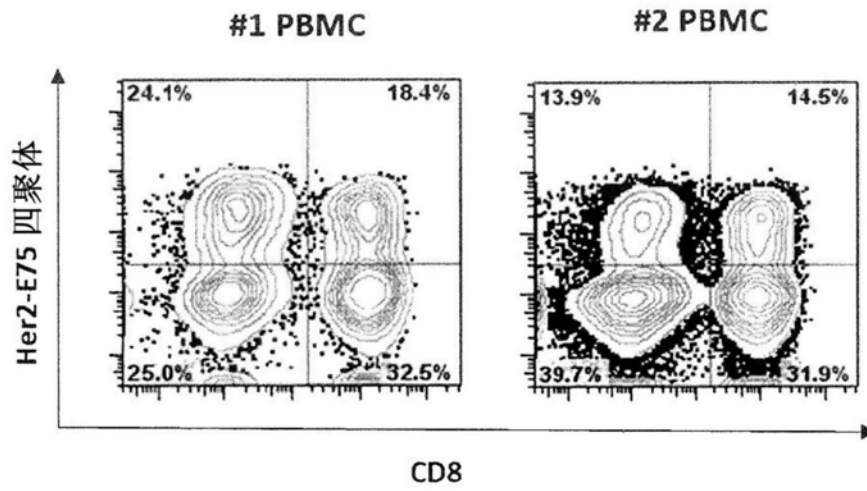 #1 PBMC
#2 PBMC
24.1%
18.4%
13.9%
14.5%
Her2-E75 四聚体
25.0%
32.5%
39.7%
31.9%
CD8